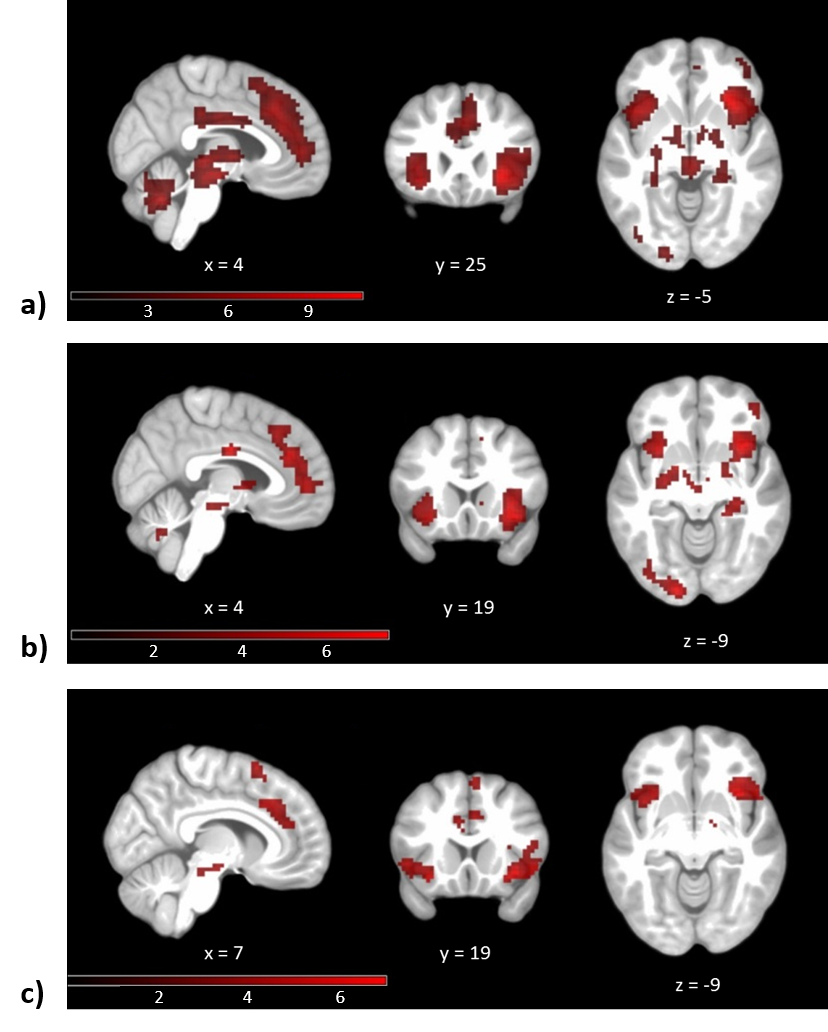 x = 4
y = 25
z = -5
a)
3 6 9
x = 4
y = 19
z = -9
b)
2 4 6
x = 7
y = 19
z = -9
c)
2 4 6